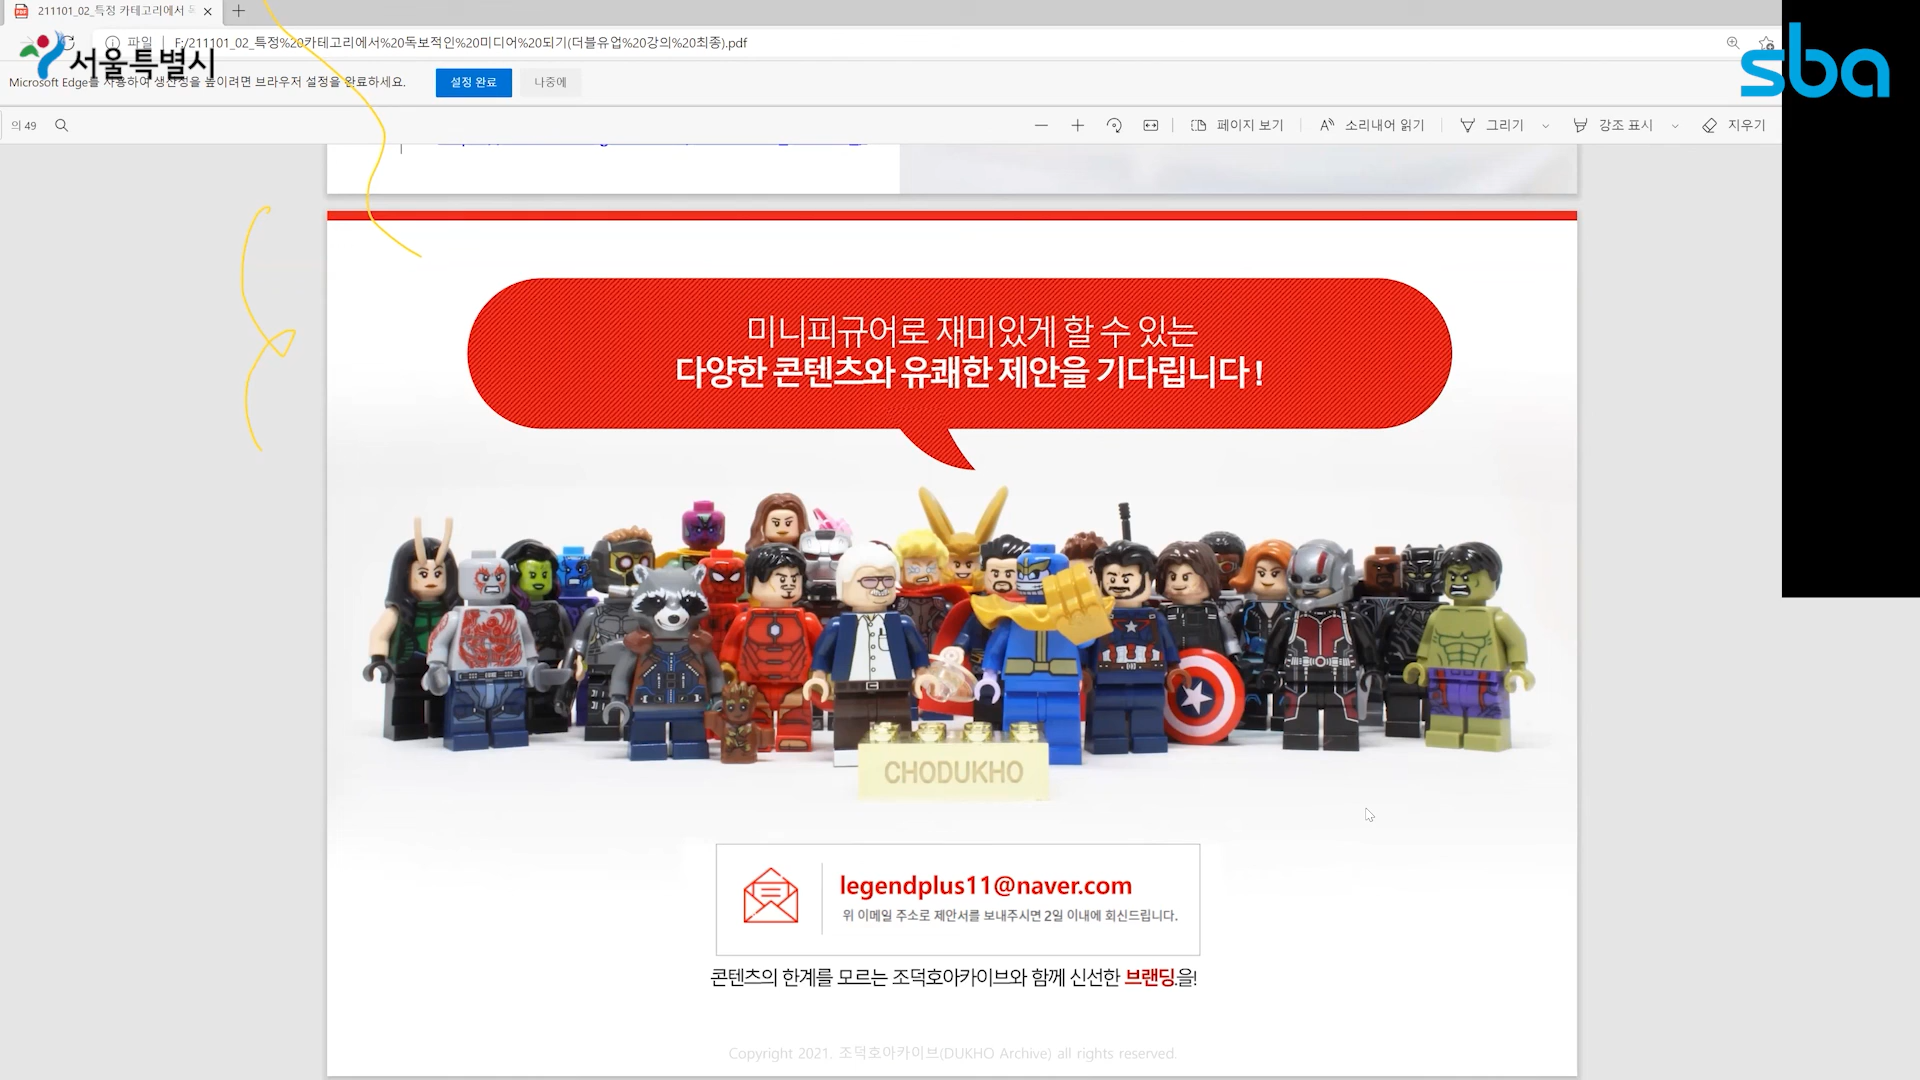 211101_02_특정 카테고리에서
파일
F:/211101_02_특정%20카테고리에서%20독보적인%20미디어%20되기(더블유업%20강의%20최종).pdf
서울특별시
sba
Microsoft Edge를 사용하여 생산성을 높이려면 브라우저 설정을 완료하세요.
설정 완료
나중에
의 49
페이지 보기
소리내어 읽기
그리기
강조 표시
지우기
미니피규어로 재미있게 할 수 있는
다양한 콘텐츠와 유쾌한 제안을 기다립니다!
CHODUKHO
legendplus11@naver.com
위 이메일 주소로 제안서를 보내주시면 2일 이내에 회신드립니다.
콘텐츠의 한계를 모르는 조덕호아카이브와 함께 신선한 브랜딩을!
Copyright 2021. 조덕호아카이브(DUKHO Archive) all rights reserved.